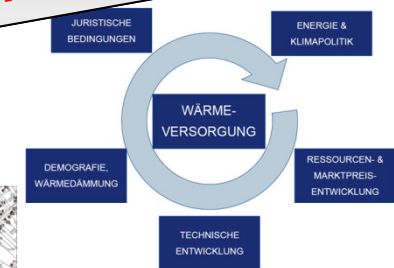 JURISTISCHE
BEDINGUNGEN
ENERGIE &
KLIMAPOLITIK
WÄRME-
VERSORGUNG
DEMOGRAFIE,
WÄRMEDÄMMUNG
RESSOURCEN- &
MARKTPREIS-
ENTWICKLUNG
TECHNISCHE
ENTWICKLUNG